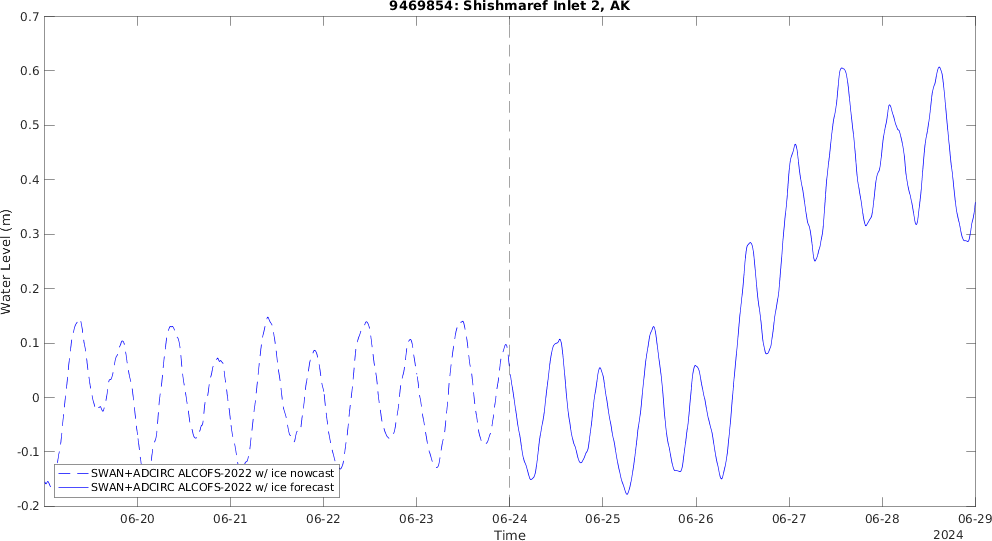 9469854: Shishmaref Inlet 2, AK
0.7
0.6
0.5
0.4
0.3
0.2
0.1
0
-0.1
-0.2
Water Level (m)
SWAN+ADCIRC ALCOFS-2022 w/ ice nowcast
SWAN+ADCIRC ALCOFS-2022 w/ ice forecast
06-20 06-21 06-22 06-23 06-24 06-25 06-26 06-27 06-28 06-29
Time
2024